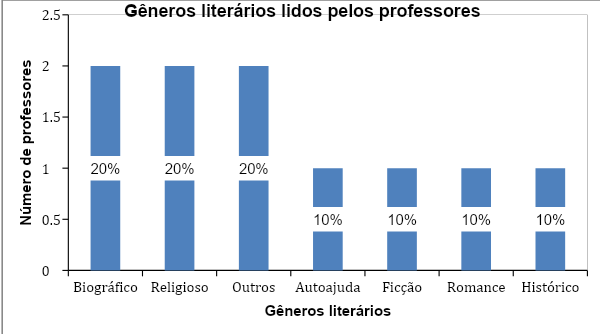 Gêneros literários lidos pelos professores
2.5
2
1.5
1
0.5
0
Número de professores
20% 20% 20% 10% 10% 10% 10%
Biográfico Religioso Outros Autoajuda Ficção Romance Histórico
Gêneros literários